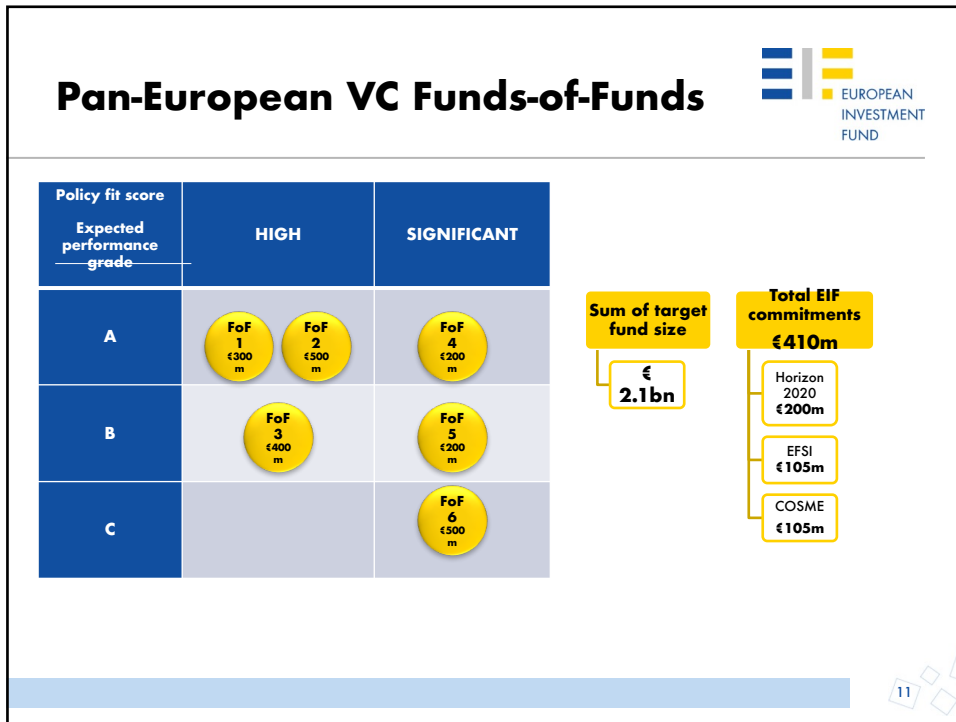 Pan-European VC Funds-of-Funds
EUROPEAN
INVESTMENT
FUND
Policy fit score
Expected
performance
grade
HIGH
SIGNIFICANT
A
FoF
1
€300
m
FoF
2
€500
m
FoF
4
€200
m
B
FoF
3
€400
m
FoF
5
€200
m
C
FoF
6
€500
m
Sum of target
fund size
€
2.1bn
Total EIF
commitments
€410m
Horizon
2020
€200m
EFSI
€105m
COSME
€105m
11